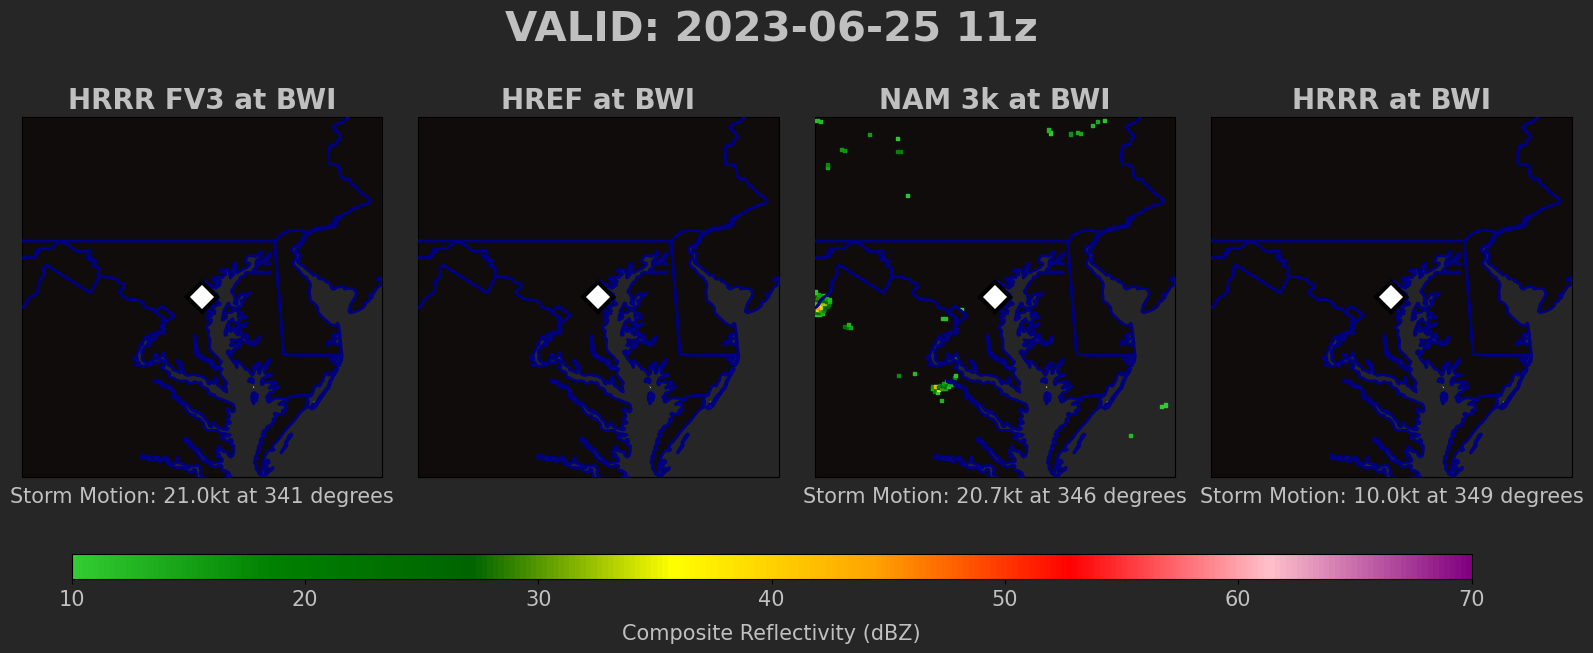 VALID: 2023-06-25 11z
HRRR FV3 at BWI
HREF at BWI
NAM 3k at BWI
HRRR at BWI
Storm Motion: 21.0kt at 341 degrees
Storm Motion: 20.7kt at 346 degrees
Storm Motion: 10.0kt at 349 degrees
10 20 30 40 50 60 70
Composite Reflectivity (dBZ)